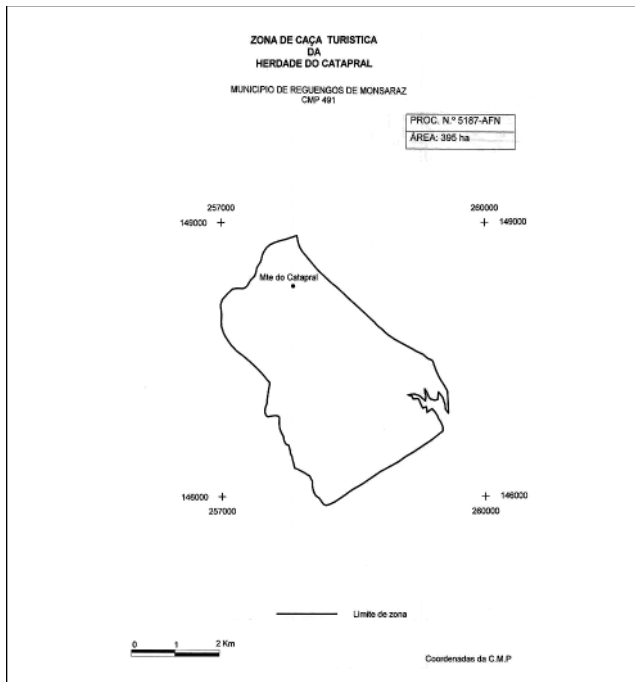 ZONA DE CAÇA TURISTICA
DA
HERDADE DO CATAPRAL
MUNICIPIO DE REGUENGOS DE MONSARAZ
CMP 491
PROC. N.º 5187-AFN
ÁREA: 395 ha
257000
149000
260000
149000
Mte do Catapral
146000
257000
146000
260000
Limite de zona
0 1 2 Km
Coordenadas da C.M.P